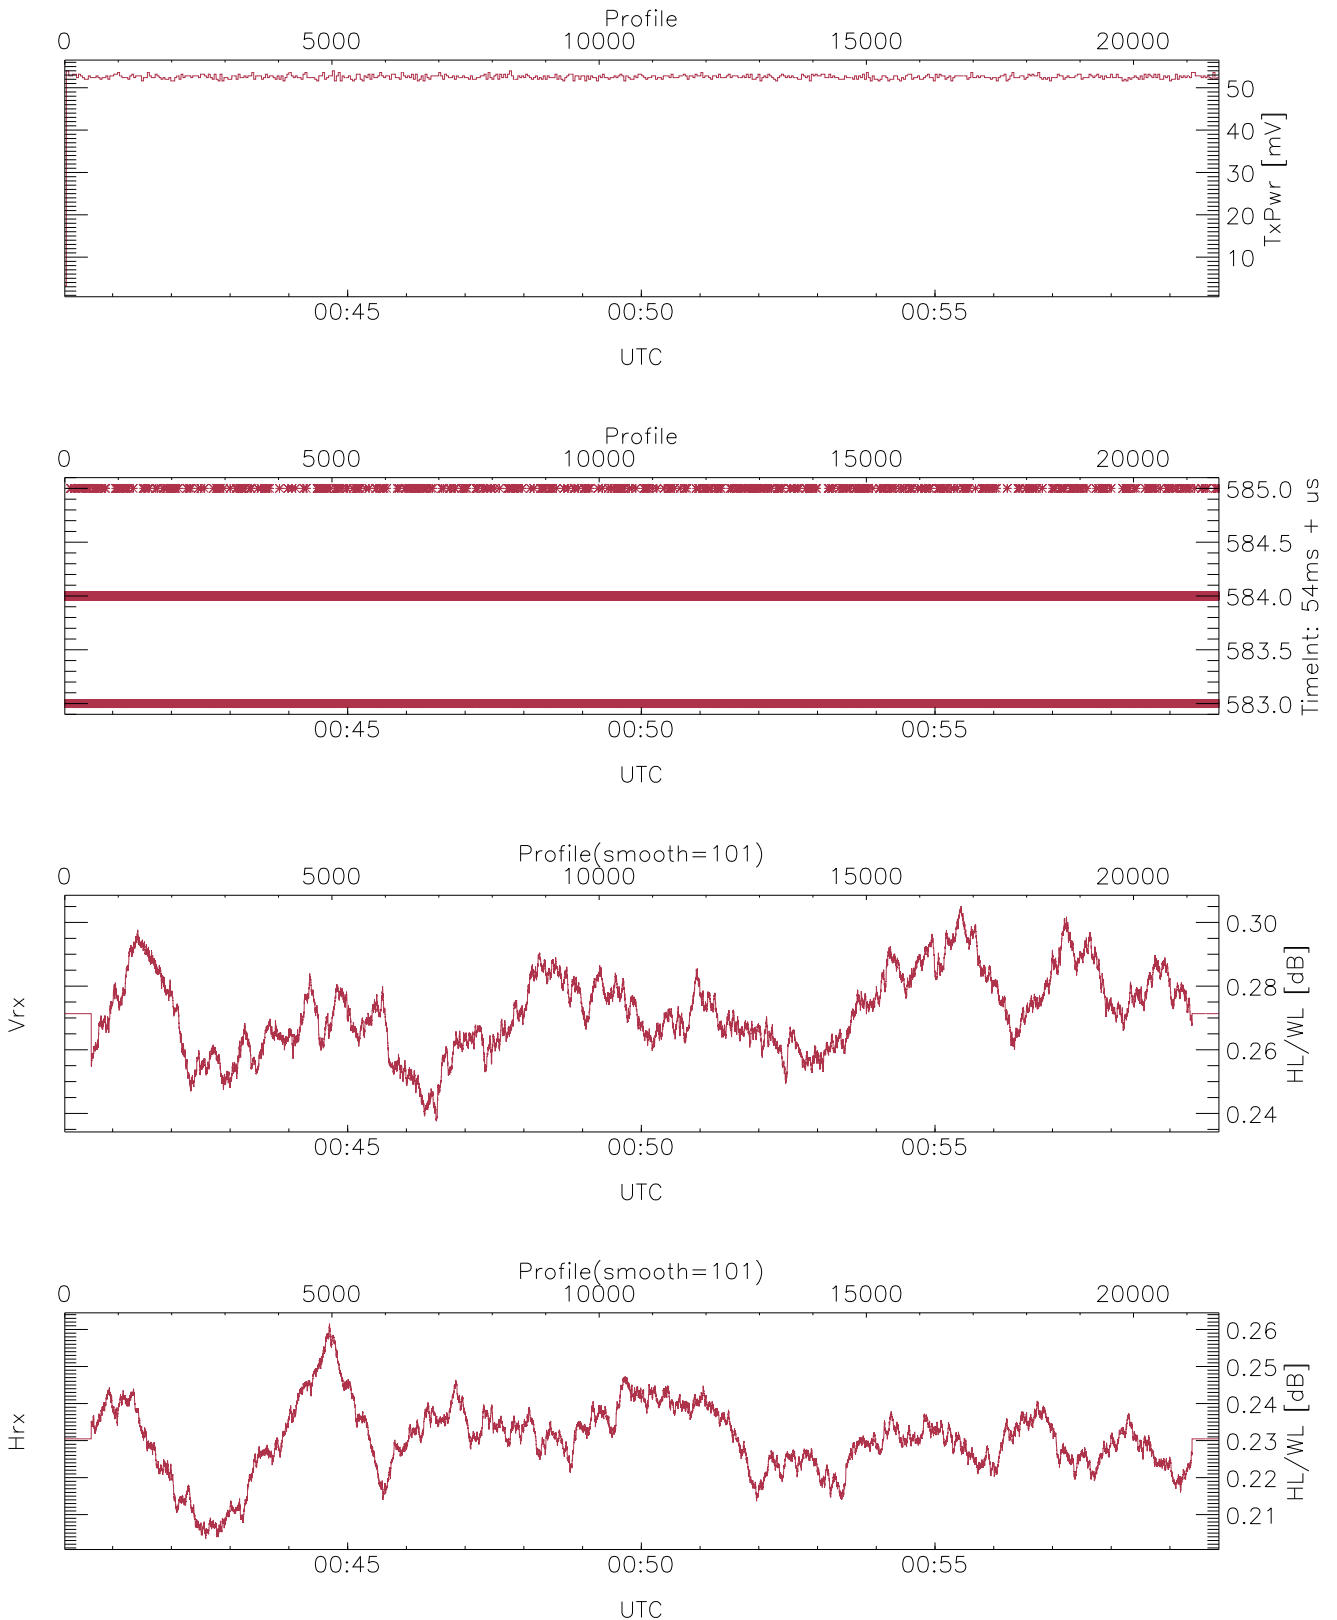 Profile
0 5000 10000 15000 20000
50
40
30
20
10
TxPwr [mV]
00:45 00:50 00:55
UTC
Profile
0 5000 10000 15000 20000
585.0
584.5
584.0
583.5
583.0
TimeInt: 54ms + us
00:45 00:50 00:55
UTC
Profile(smooth=101)
0 5000 10000 15000 20000
Vrx
0.30
0.28
0.26
0.24
HL/WL [dB]
00:45 00:50 00:55
UTC
Profile(smooth=101)
0 5000 10000 15000 20000
Hrx
0.26
0.25
0.24
0.23
0.22
0.21
HL/WL [dB]
00:45 00:50 00:55
UTC